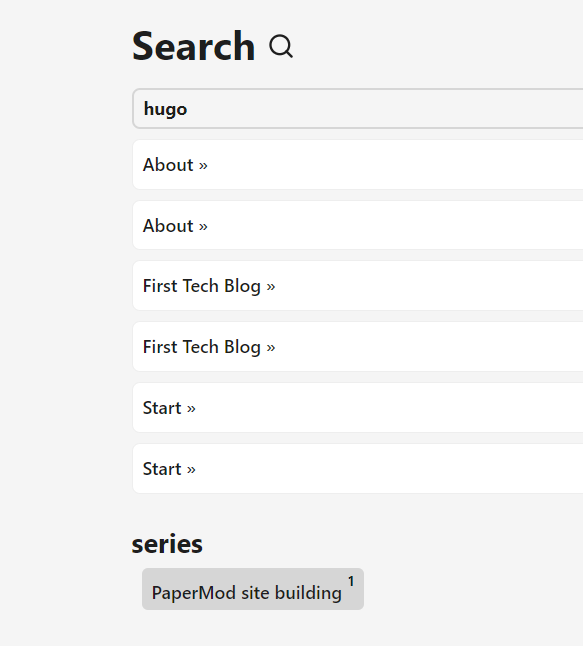 Search
hugo
About »
About »
First Tech Blog »
First Tech Blog »
Start »
Start »
series
PaperMod site building 1